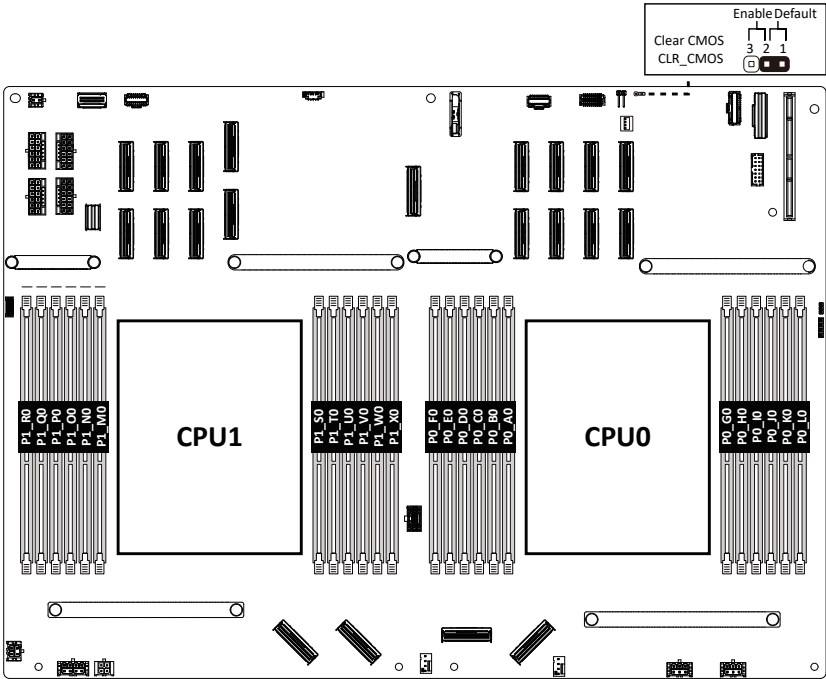 Enable Default
Clear CMOS
3 2 1
CLR_CMOS
P1_R0
P1_Q0
P1_P0
P1_O0
P1_N0
P1_M0
CPU1
P1_S0
P1_T0
P1_U0
P1_V0
P1_W0
P1_X0
P0_F0
P0_E0
P0_D0
P0_C0
P0_B0
P0_A0
CPU0
P0_G0
P0_H0
P0_I0
P0_J0
P0_K0
P0_L0